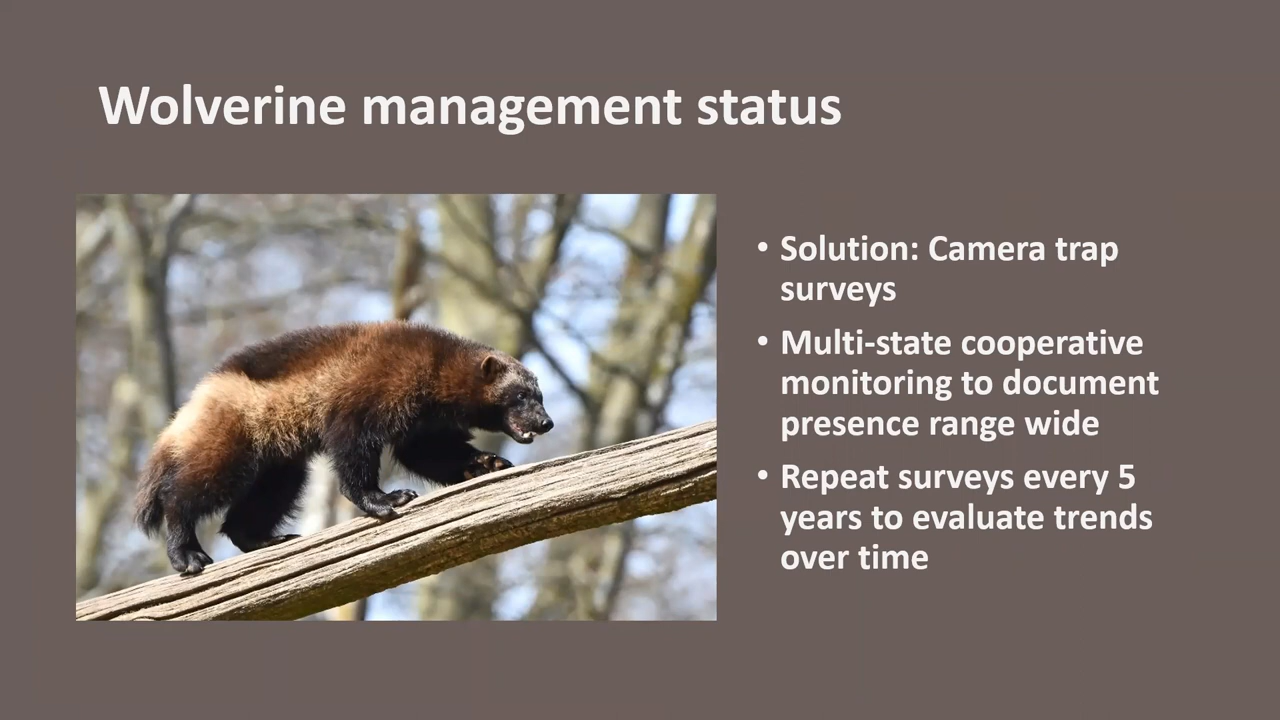 Wolverine management status
• Solution: Camera trap
surveys
• Multi-state cooperative
monitoring to document
presence range wide
• Repeat surveys every 5
years to evaluate trends
over time